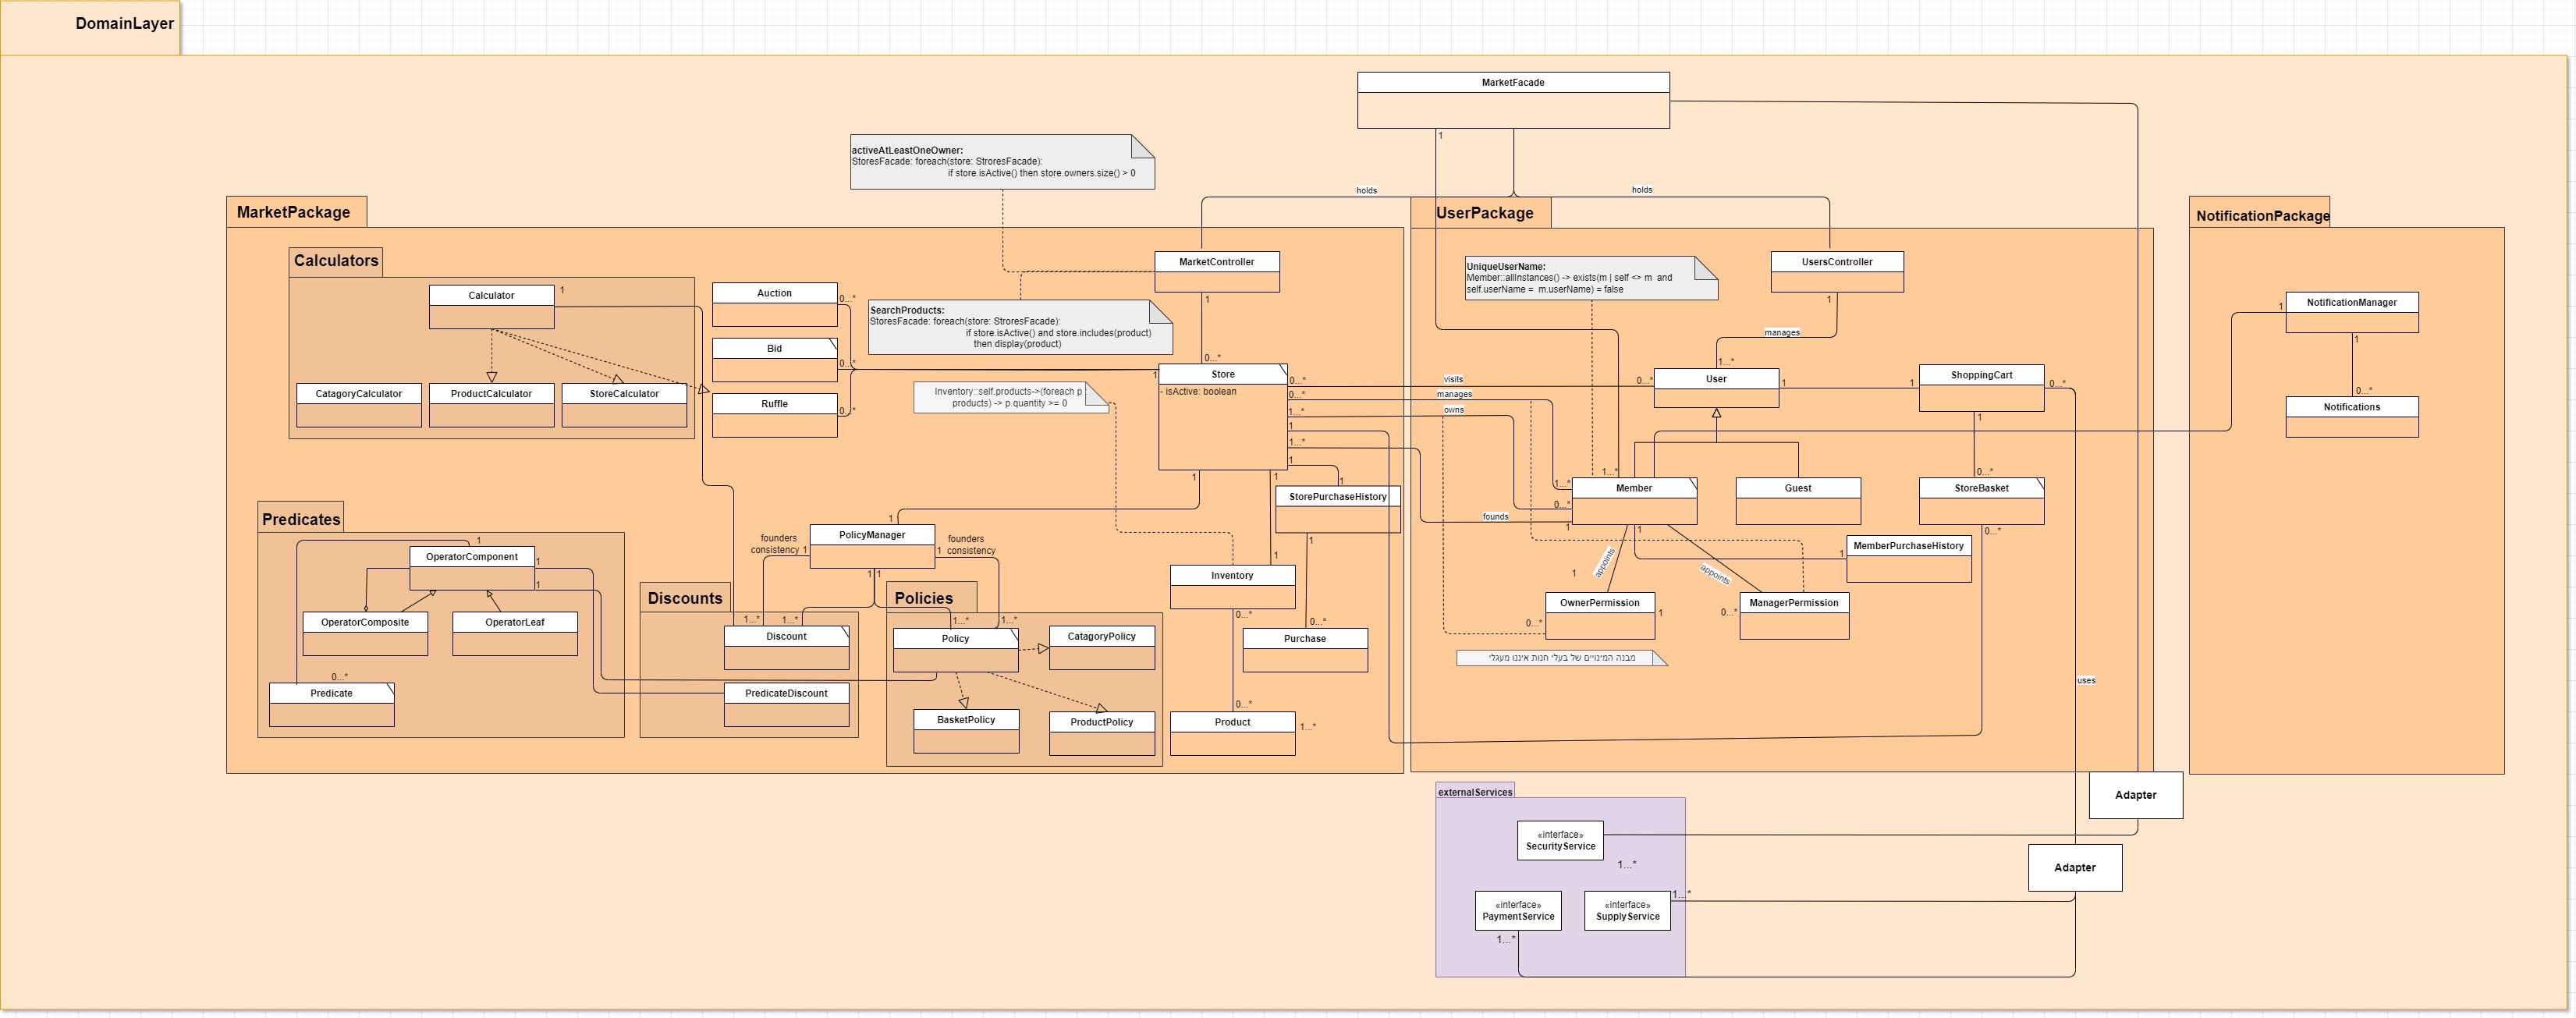 DomainLayer
MarketFacade
1
activeAtLeastOneOwner:
StoresFacade: foreach(store: StroresFacade):
if store.isActive() then store.owners.size() > 0
holds
holds
MarketPackage
UserPackage
NotificationPackage
Calculators
MarketController
1
UniqueUserName:
Member::allInstances() -> exists(m | self <> m  and
self.userName =  m.userName) = false
UsersController
1
Calculator
1
Auction
0...*
SearchProducts:
StoresFacade: foreach(store: StroresFacade):
if store.isActive() and store.includes(product)
then display(product)
NotificationManager
1
1
manages
Bid
0...*
0...*
1...*
Store
- isActive: boolean
1
0...*
visits
0...*
User
1
1
ShoppingCart
0...*
1
0...*
Notifications
CatagoryCalculator
ProductCalculator
StoreCalculator
Ruffle
0...*
Inventory::self.products->(foreach p :
products) -> p.quantity >= 0
0...*
manages
1...*
owns
1
1...*
1
1
1
1
StorePurchaseHistory
1
1...*
1...*
0...*
Member
1
1
Guest
0...*
StoreBasket
0...*
founds
Predicates
1
OperatorComponent
1
1
founders
consistency
1
PolicyManager
1
1
1
1
founders
consistency
MemberPurchaseHistory
1
appoints
appoints
1
1
Inventory
0...*
OperatorComposite
OperatorLeaf
Discounts
Policies
1...*
1...*
Discount
1...*
1...*
Policy
CatagoryPolicy
0...*
Purchase
OwnerPermission
1
0...*
ManagerPermission
0...*
מבנה המינויים של בעלי חנות איננו מעגלי
0...*
Predicate
PredicateDiscount
BasketPolicy
ProductPolicy
0...*
Product
1...*
uses
externalServices
Adapter
«interface»
SecurityService
1...*
Adapter
«interface»
PaymentService
1...*
«interface»
SupplyService
1...*